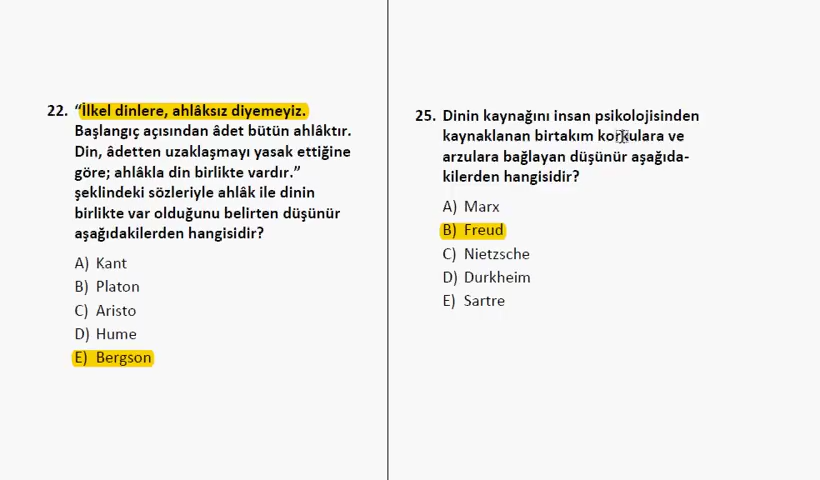 22. “İlkel dinlere, ahlâksız diyemeyiz.
Başlangıç açısından âdet bütün ahlâktır.
Din, âdetten uzaklaşmayı yasak ettiğine
göre; ahlâkla din birlikte vardır.”
şeklindeki sözleriyle ahlâk ile dinin
birlikte var olduğunu belirten düşünür
aşağıdakilerden hangisidir?
A) Kant
B) Platon
C) Aristo
D) Hume
E) Bergson
25. Dinin kaynağını insan psikolojisinden
kaynaklanan birtakım korkulara ve
arzulara bağlayan düşünür aşağıda-
kilerden hangisidir?
A) Marx
B) Freud
C) Nietzsche
D) Durkheim
E) Sartre